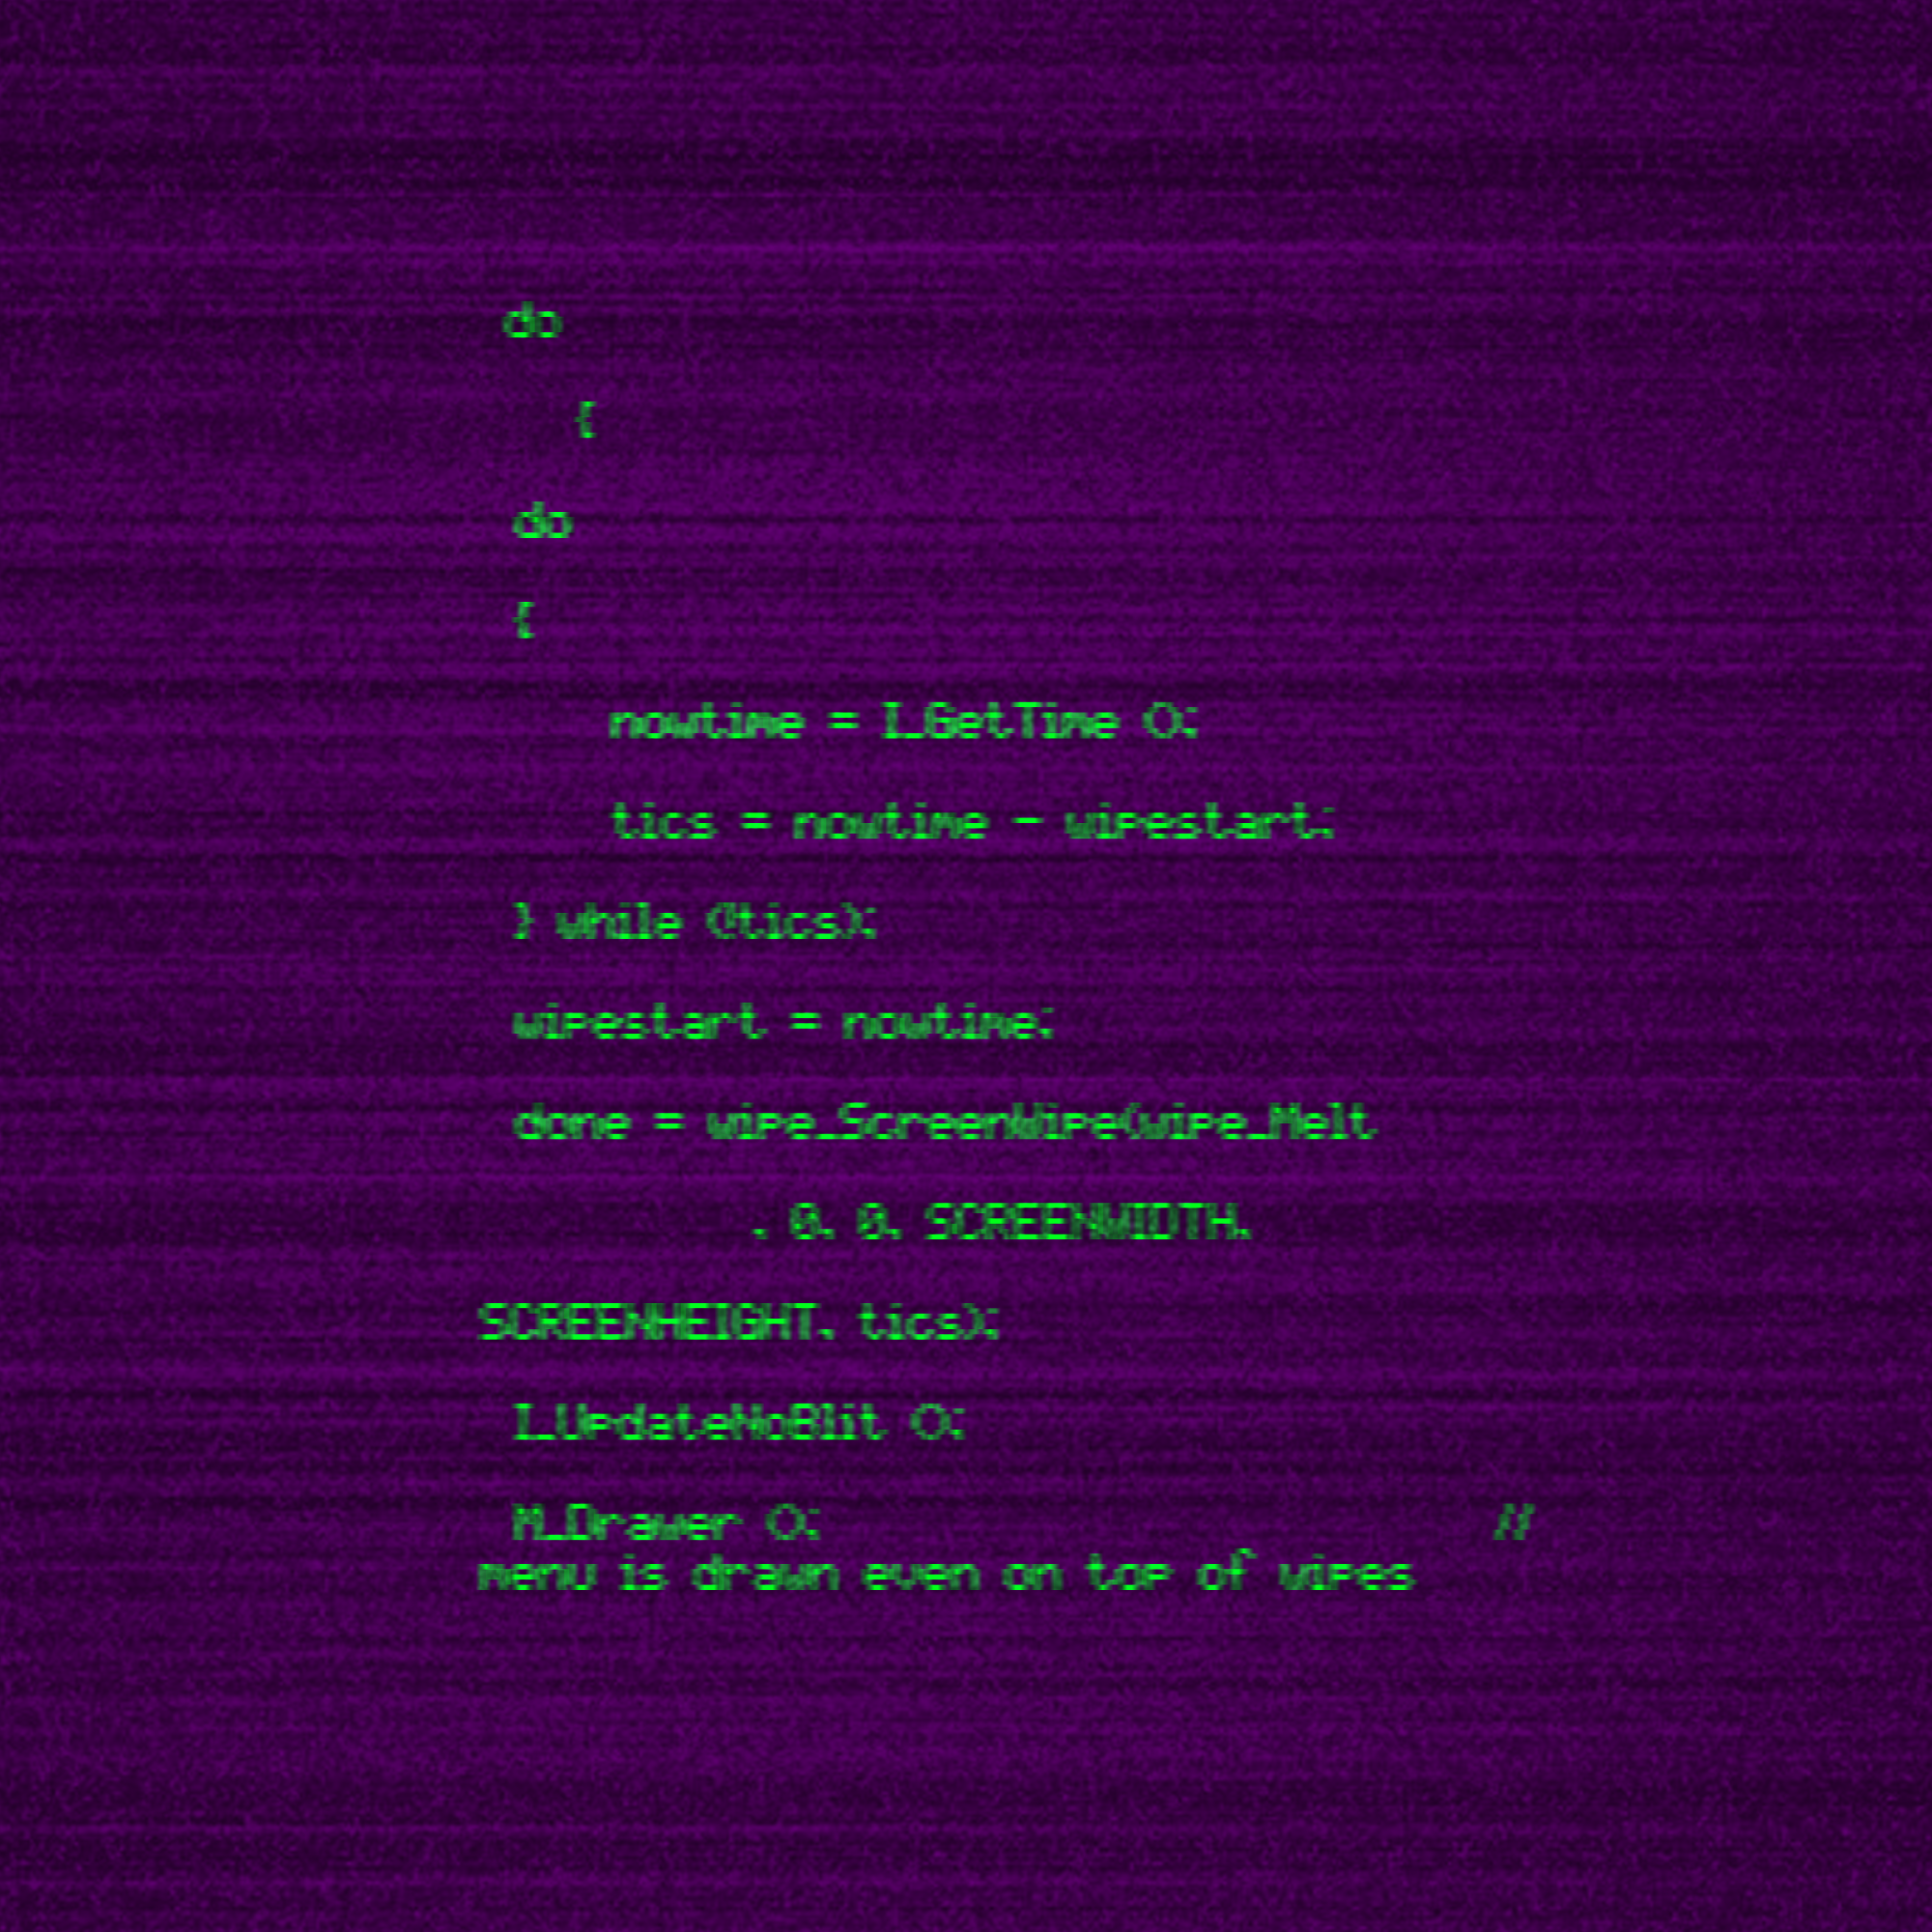 do
{
do
{
nowtime = I_GetTime ();
tics = nowtime - wipestart;
} while (!tics);
wipestart = nowtime;
done = wipe_ScreenWipe(wipe_Melt
, 0, 0, SCREENWIDTH,
SCREENHEIGHT, tics);
I_UpdateNoBlit ();
M_Drawer (); //
menu is drawn even on top of wipes